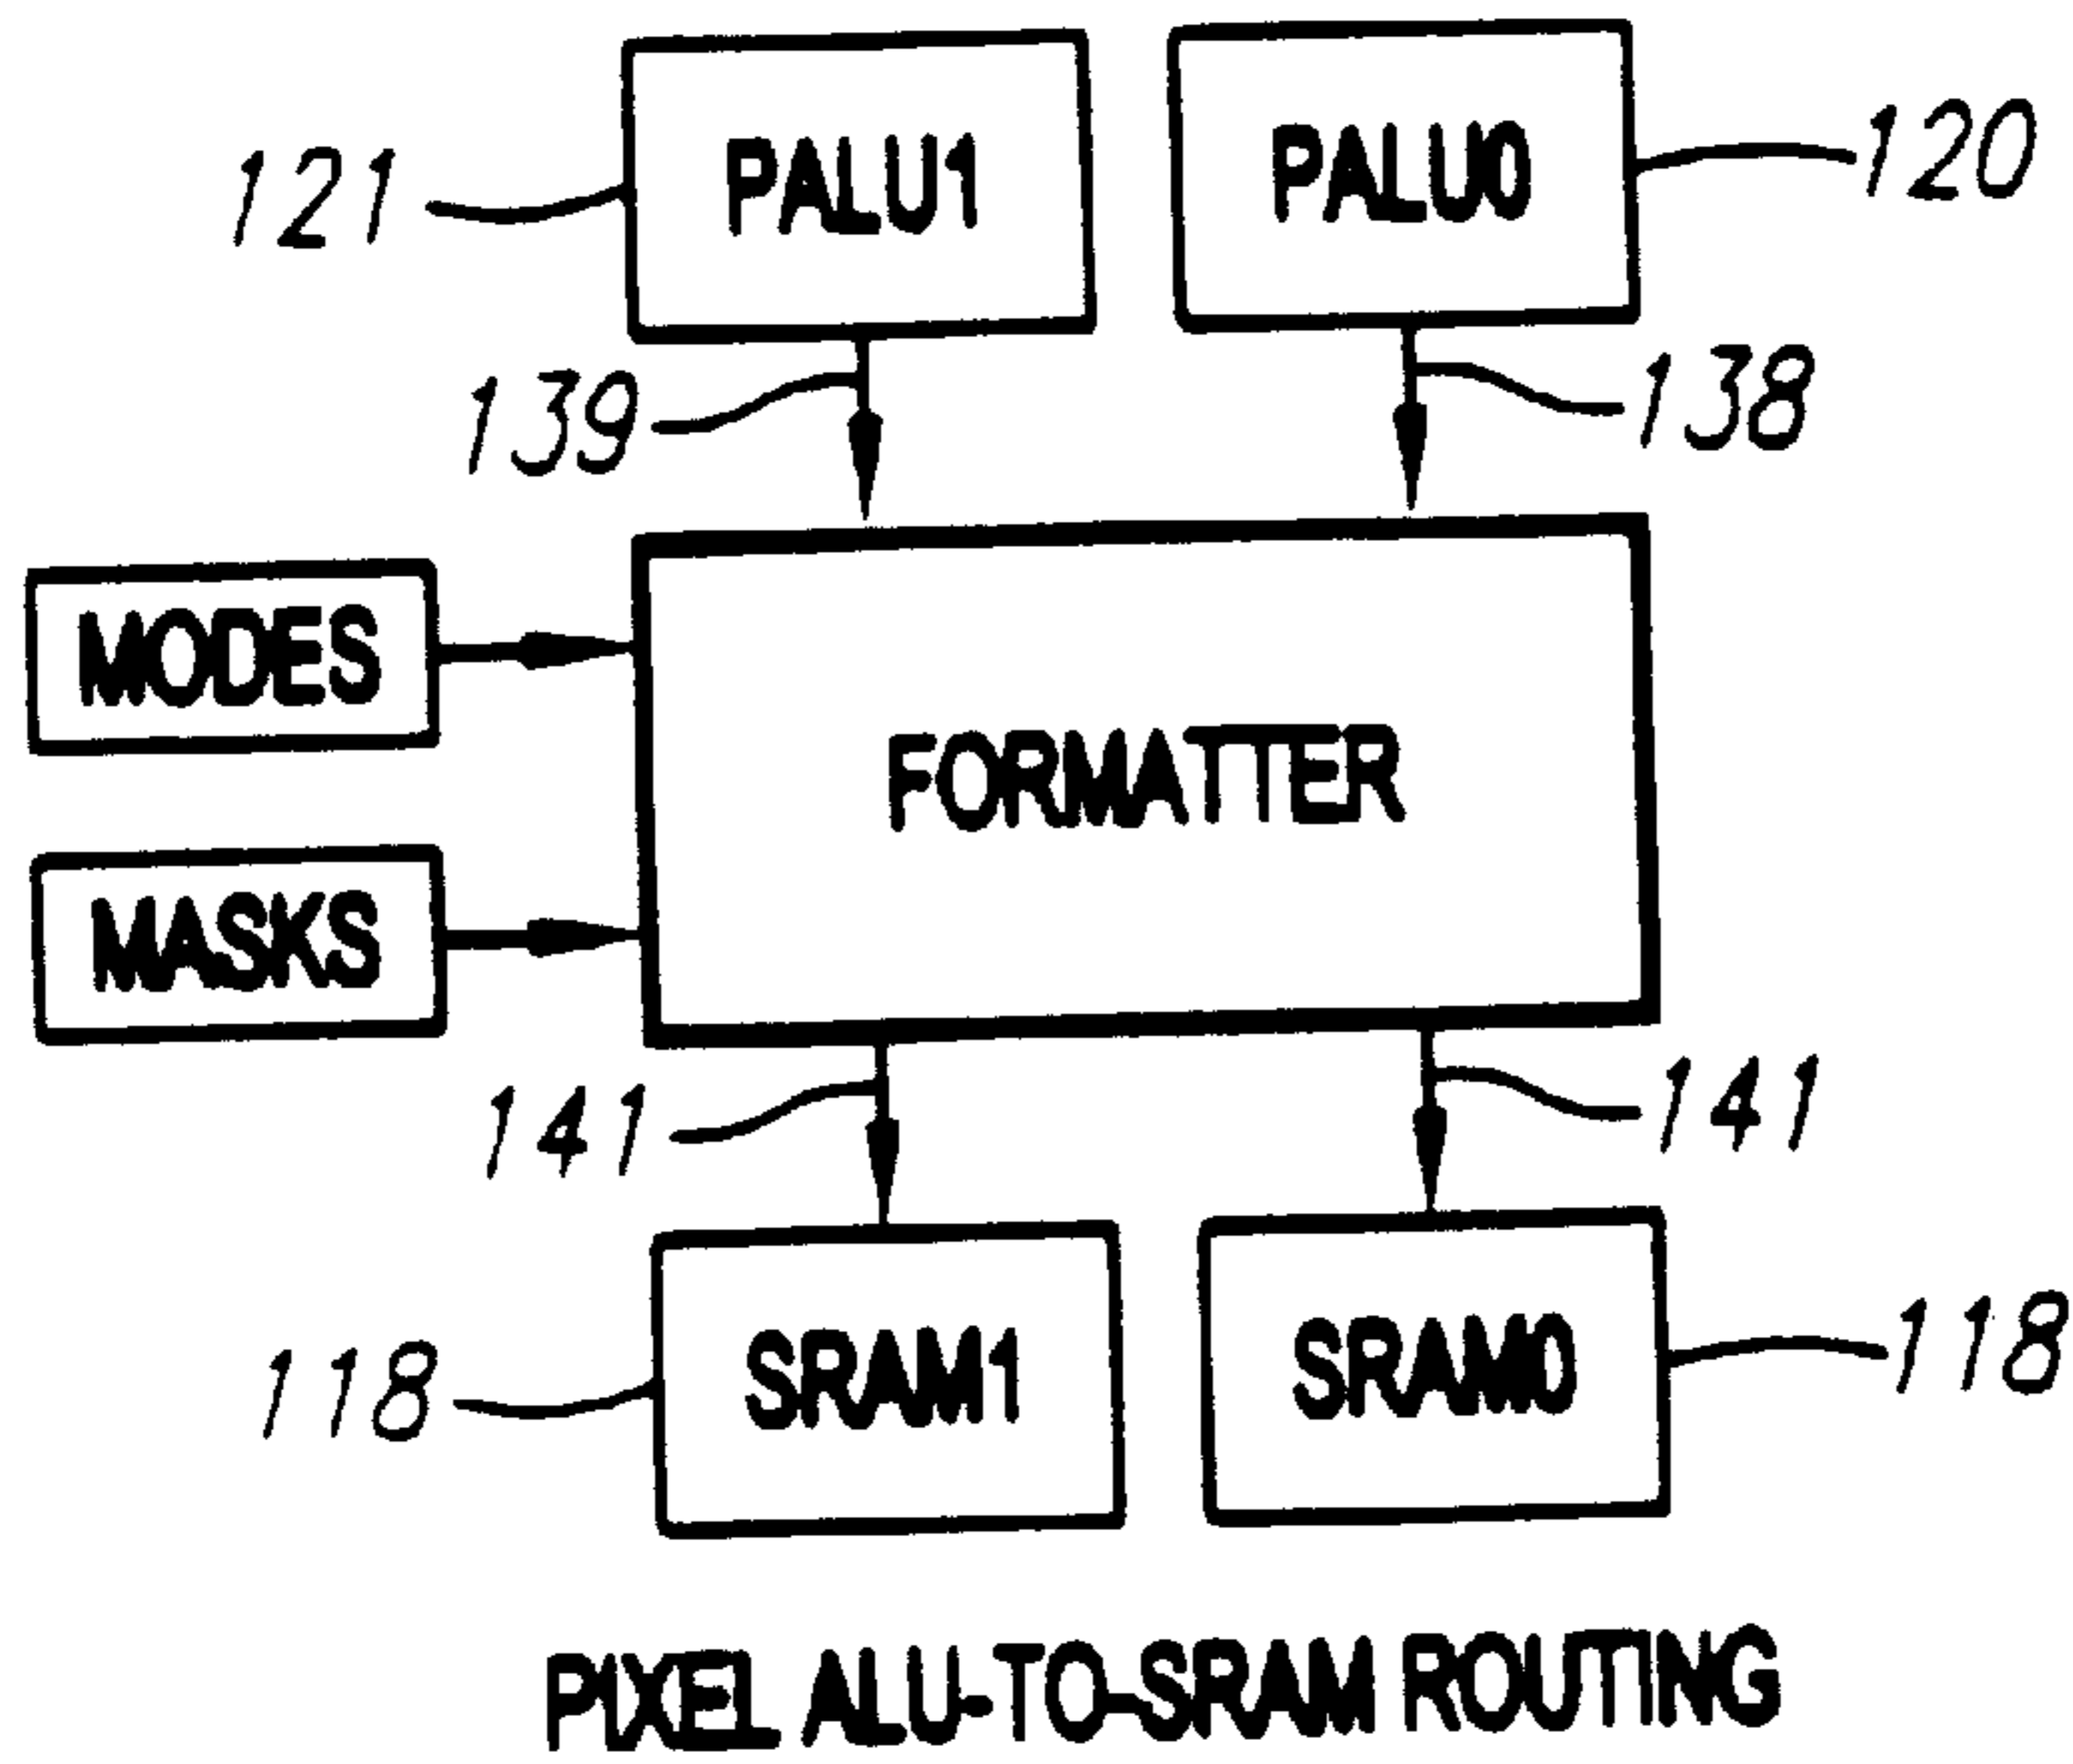 PALU1
PALU0
121
120
139
138
MODES
FORMATTER
MASKS
141
141
SRAM1
SRAM0
118
118
PIXEL ALU-TO-SRAM ROUTING